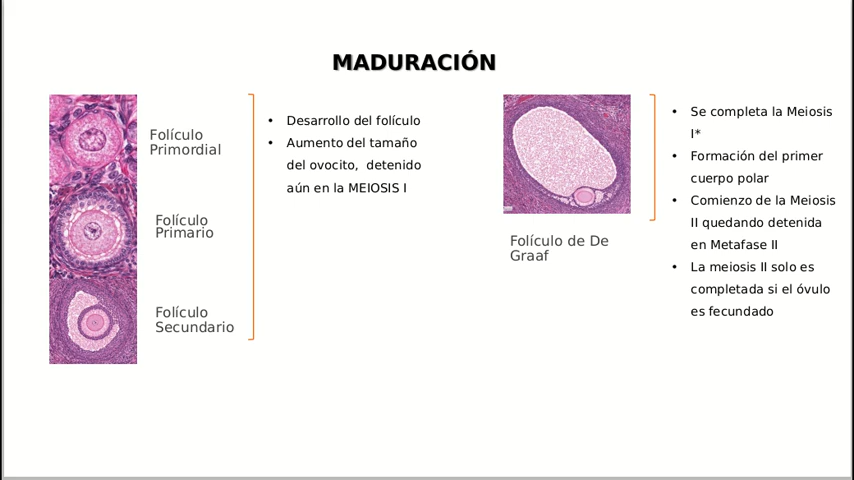 MADURACIÓN
Folículo
Primordial
Folículo
Primario
Folículo
Secundario
• Desarrollo del folículo
• Aumento del tamaño
del ovocito, detenido
aún en la MEIOSIS I
Folículo de De
Graaf
• Se completa la Meiosis
I*
• Formación del primer
cuerpo polar
• Comienzo de la Meiosis
II quedando detenida
en Metafase II
• La meiosis II solo es
completada si el óvulo
es fecundado